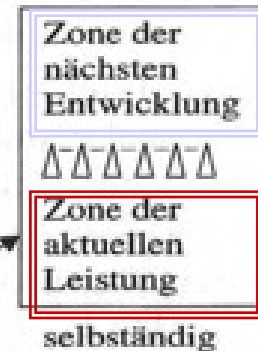 Zone der
nächsten
Entwicklung
Zone der
aktuellen
Leistung
selbständig